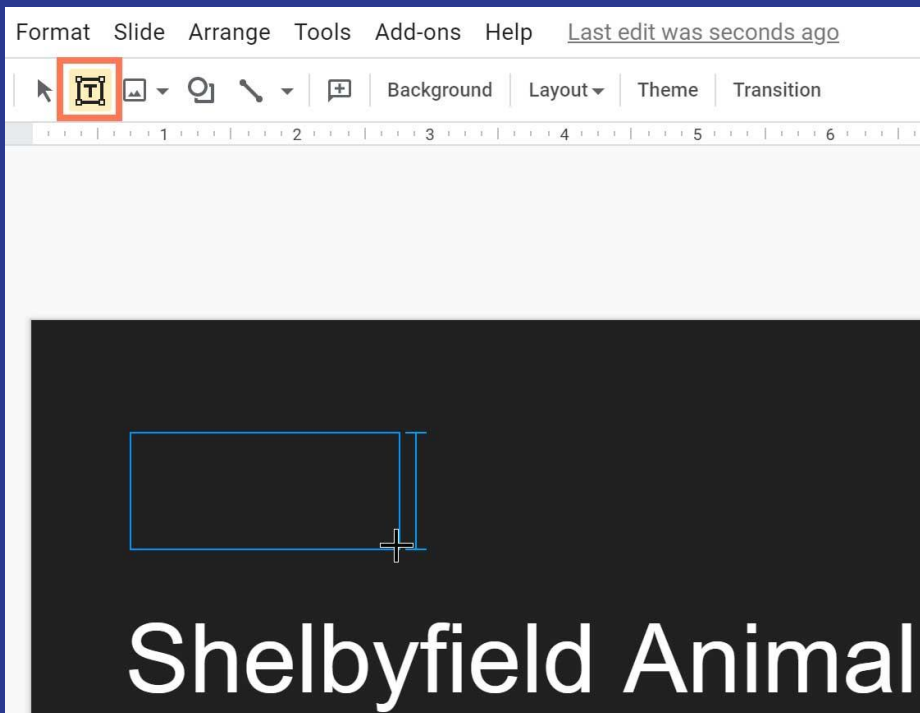 Format Slide Arrange Tools Add-ons Help Last edit was seconds ago
T Background Layout Theme Transition
1 2 3 4 5 6
Shelbyfield Animal